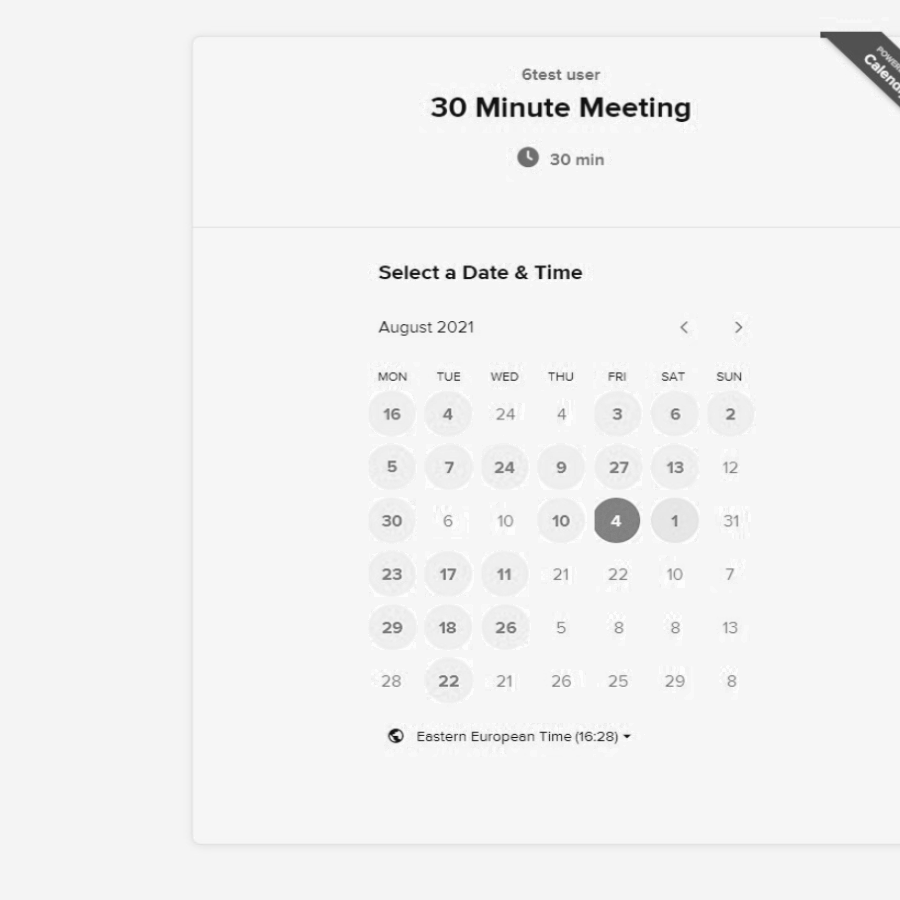 POWERE
Calendly
6test user
30 Minute Meeting
30 min
Select a Date & Time
August 2021
MON TUE WED THU FRI SAT SUN
16 4 24 4 3 6 2
5 7 24 9 27 13 12
30 6 10 10 4 1 31
23 17 11 21 22 10 7
29 18 26 5 8 8 13
28 22 21 26 25 29 8
Eastern European Time (16:28)